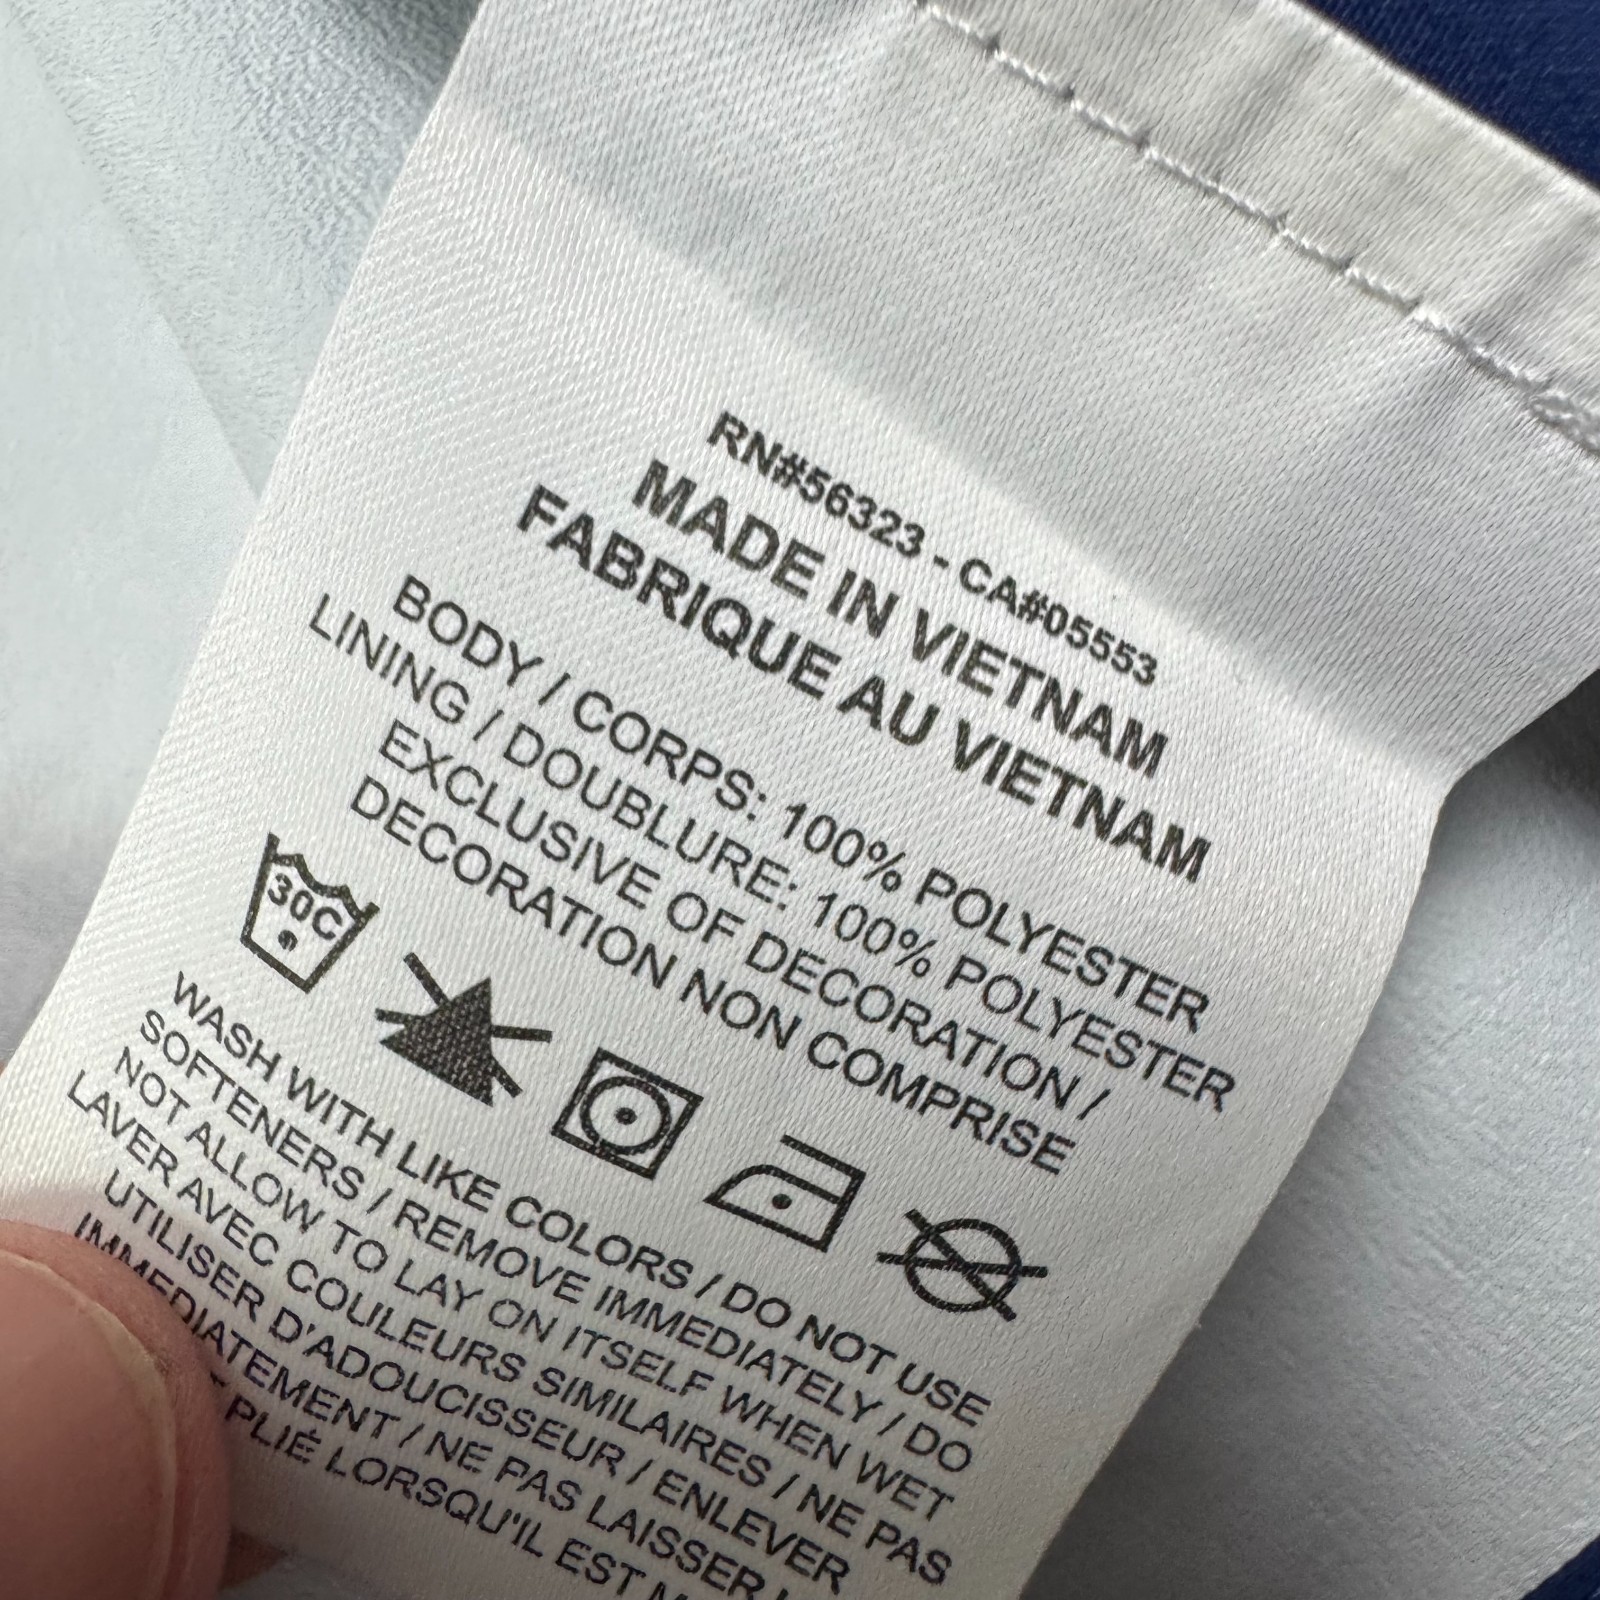 RN#56323 - CA#05553
MADE IN VIETNAM
FABRIQUE AU VIETNAM
BODY / CORPS: 100% POLYESTER
LINING / DOUBLURE: 100% POLYESTER
EXCLUSIVE OF DECORATION /
DECORATION NON COMPRISE
30C
WASH WITH LIKE COLORS / DO NOT USE
SOFTENERS / REMOVE IMMEDIATELY / DO
NOT ALLOW TO LAY ON ITSELF WHEN WET
LAVER AVEC COULEURS SIMILAIRES / NE PAS
UTILISER D'ADOUCISSEUR / ENLEVER
IMMEDIATEMENT / NE PAS LAISSER
PLIÉ LORSQU'IL EST